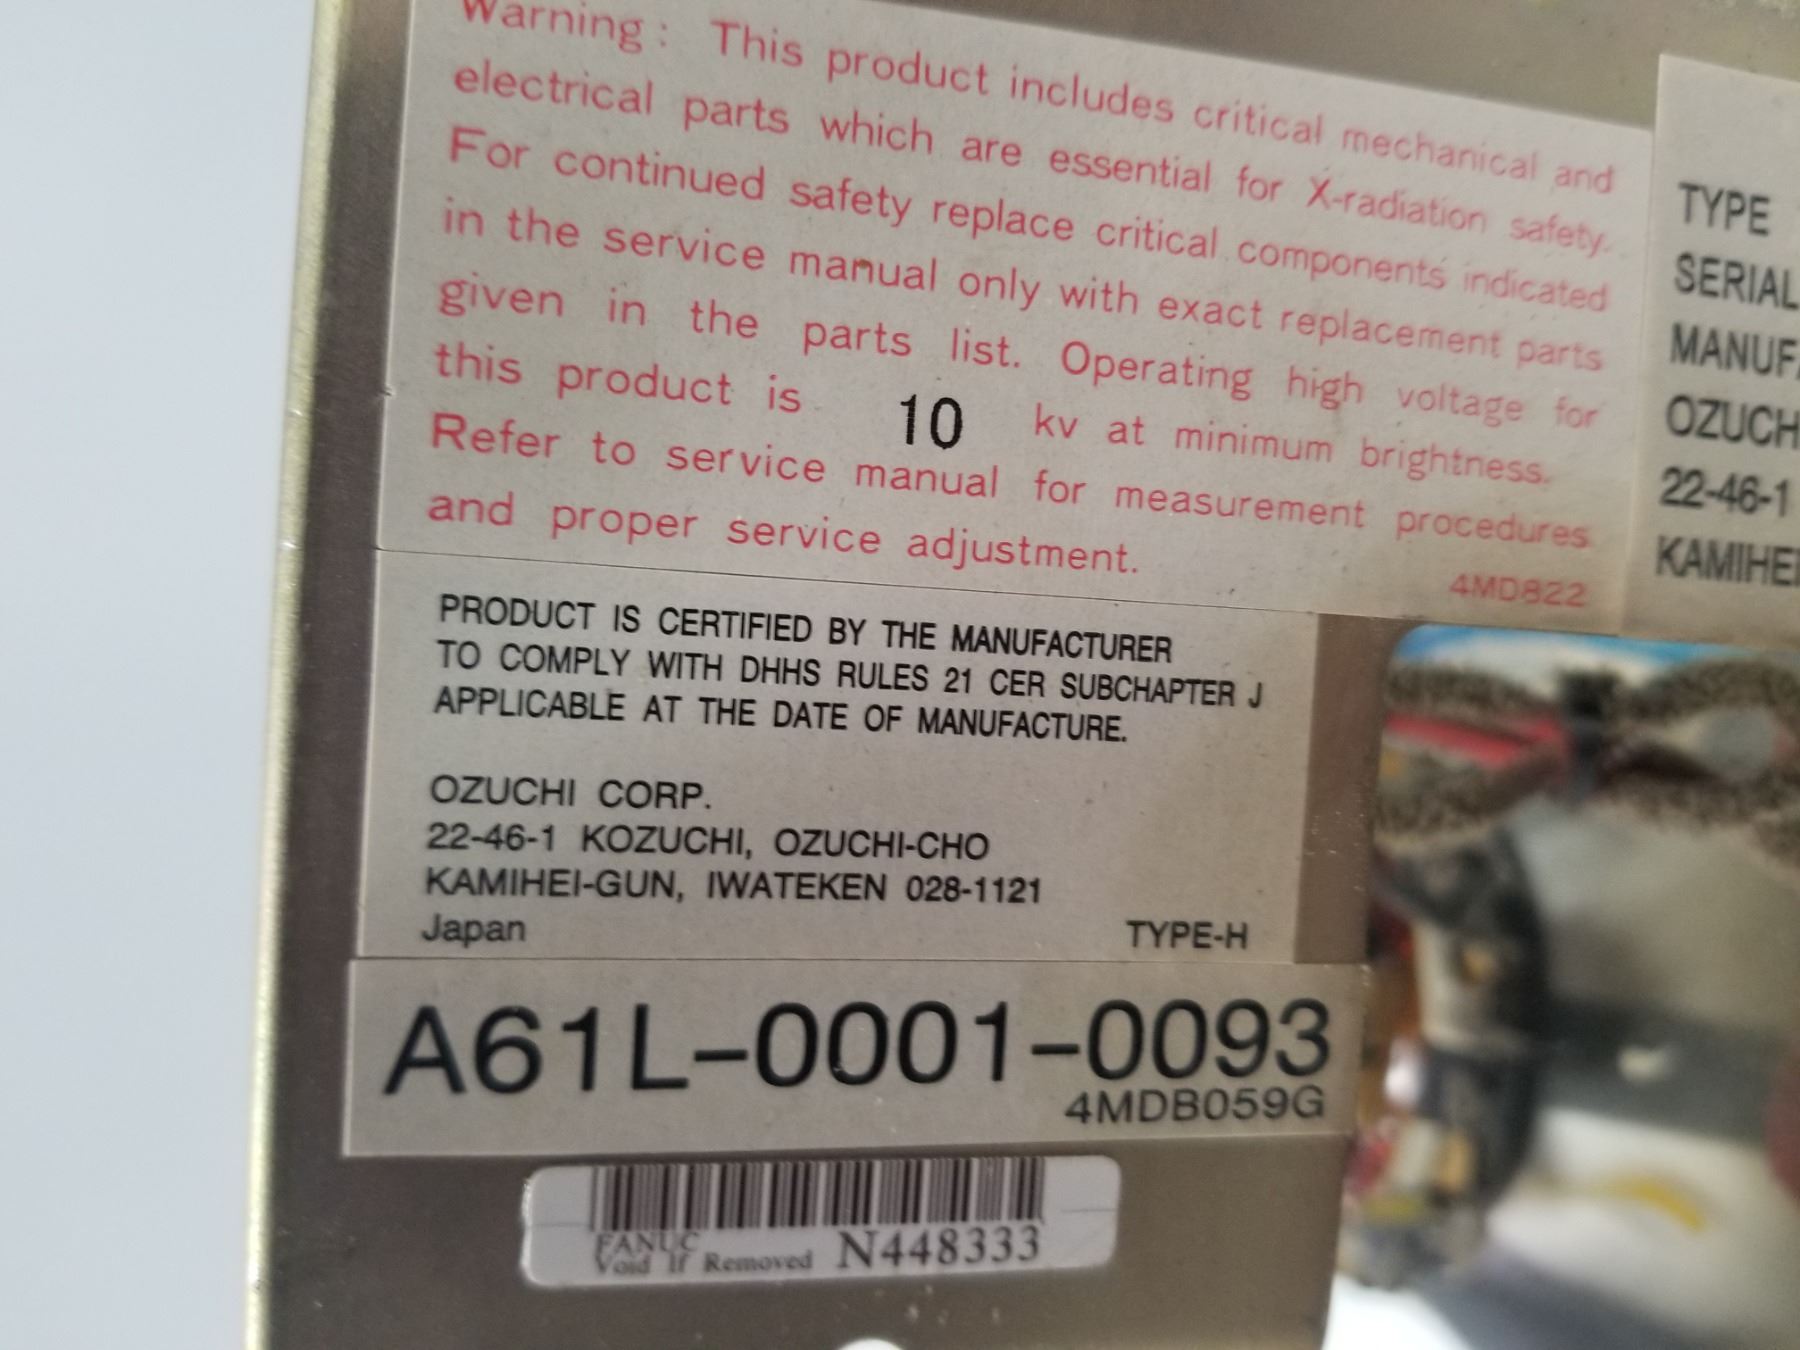 Warning: This product includes critical mechanical and
electrical parts which are essential for X-radiation safety.
For continued safety replace critical components indicated
in the service manual only with exact replacement parts
given in the parts list. Operating high voltage for
this product is 10 kv at minimum brightness.
Refer to service manual for measurement procedures
and proper service adjustment.
4MD822
TYPE
SERIAL
MANUFA
OZUCH
22-46-1
KAMIHEI
PRODUCT IS CERTIFIED BY THE MANUFACTURER
TO COMPLY WITH DHHS RULES 21 CER SUBCHAPTER J
APPLICABLE AT THE DATE OF MANUFACTURE.
OZUCHI CORP.
22-46-1 KOZUCHI, OZUCHI-CHO
KAMIHEI-GUN, IWATEKEN 028-1121
Japan TYPE-H
A61L-0001-0093
4MDB059G
FANUC
Void If Removed N448333